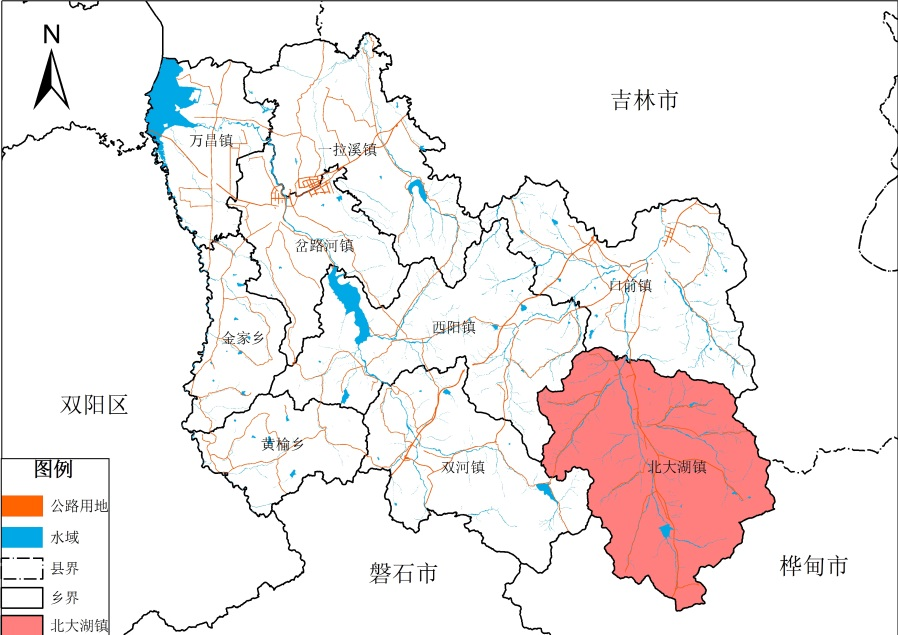 N
吉林市
万昌镇
一拉溪镇
岔路河镇
口前镇
西阳镇
金家乡
双阳区
黄榆乡
双河镇
北大湖镇
磐石市
桦甸市
图例
公路用地
水域
县界
乡界
北大湖镇